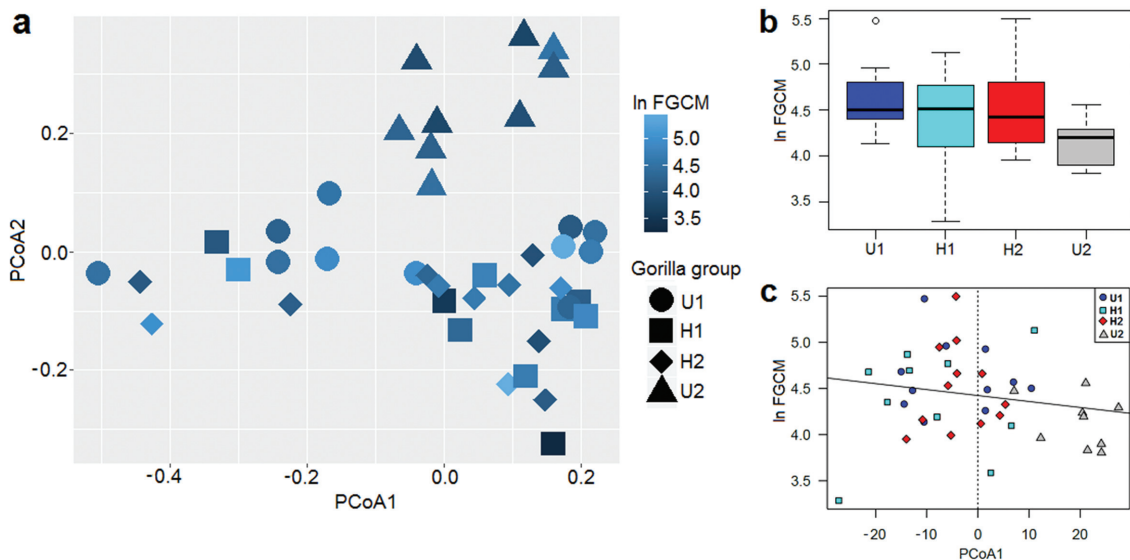 a
PCoA2
0.2
0.0
-0.2
-0.4
-0.2
0.0
0.2
PCoA1
ln FGCM
5.0
4.5
4.0
3.5
Gorilla group
U1
H1
H2
U2
b
ln FGCM
5.5
5.0
4.5
4.0
3.5
U1
H1
H2
U2
c
ln FGCM
5.5
5.0
4.5
4.0
3.5
-20
-10
0
10
20
PCoA1
U1
H1
H2
U2